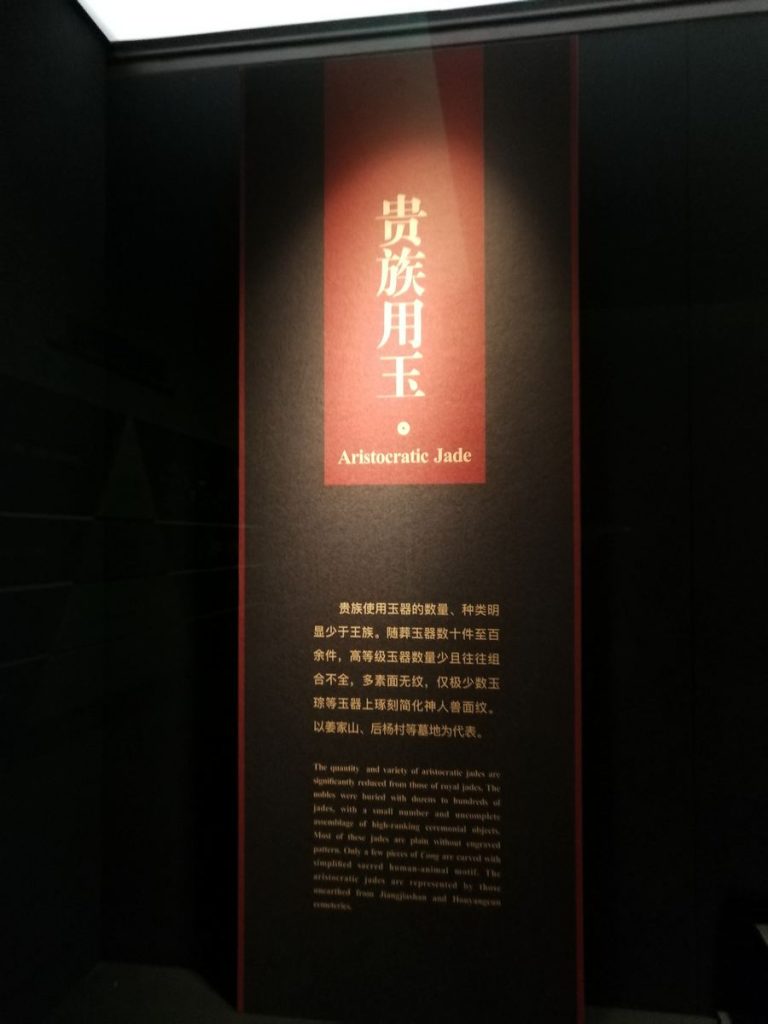 贵族用玉
Aristocratic Jade
贵族使用玉器的数量、种类明
显少于王族。随葬玉器数十件至百
余件，高等级玉器数量少且往往组
合不全，多素面无纹，仅极少数玉
琮等玉器上琢刻简化神人兽面纹。
以姜家山、后杨村等墓地为代表。
The quantity and variety of aristocratic jades are
significantly reduced from those of royal jades. The
nobles were buried with dozens to hundreds of
jades, with a small number and uncomplete
assemblage of high-ranking ceremonial objects.
Most of these jades are plain without engraved
pattern. Only a few pieces of Cong are carved with
simplified sacred human-animal motif. The
aristocratic jades are represented by those
unearthed from Jiangjiashan and Houyangcun
cemeteries.